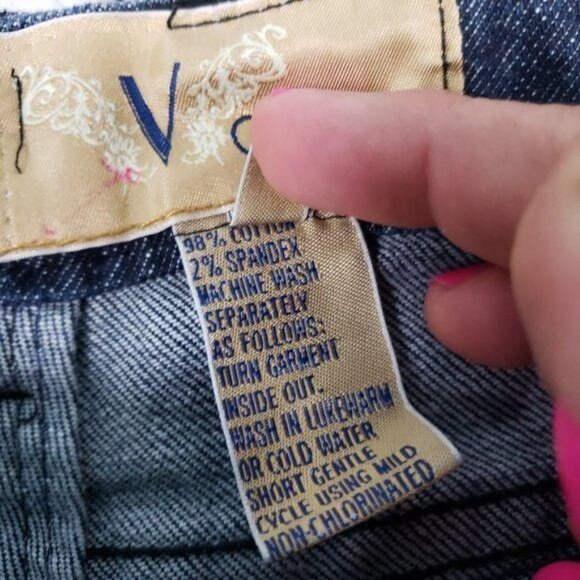 V
98% COTTON
2% SPANDEX
MACHINE WASH
SEPARATELY
AS FOLLOWS:
TURN GARMENT
INSIDE OUT.
WASH IN LUKEWARM
OR COLD WATER
SHORT GENTLE
CYCLE USING MILD
NON-CHLORINATED